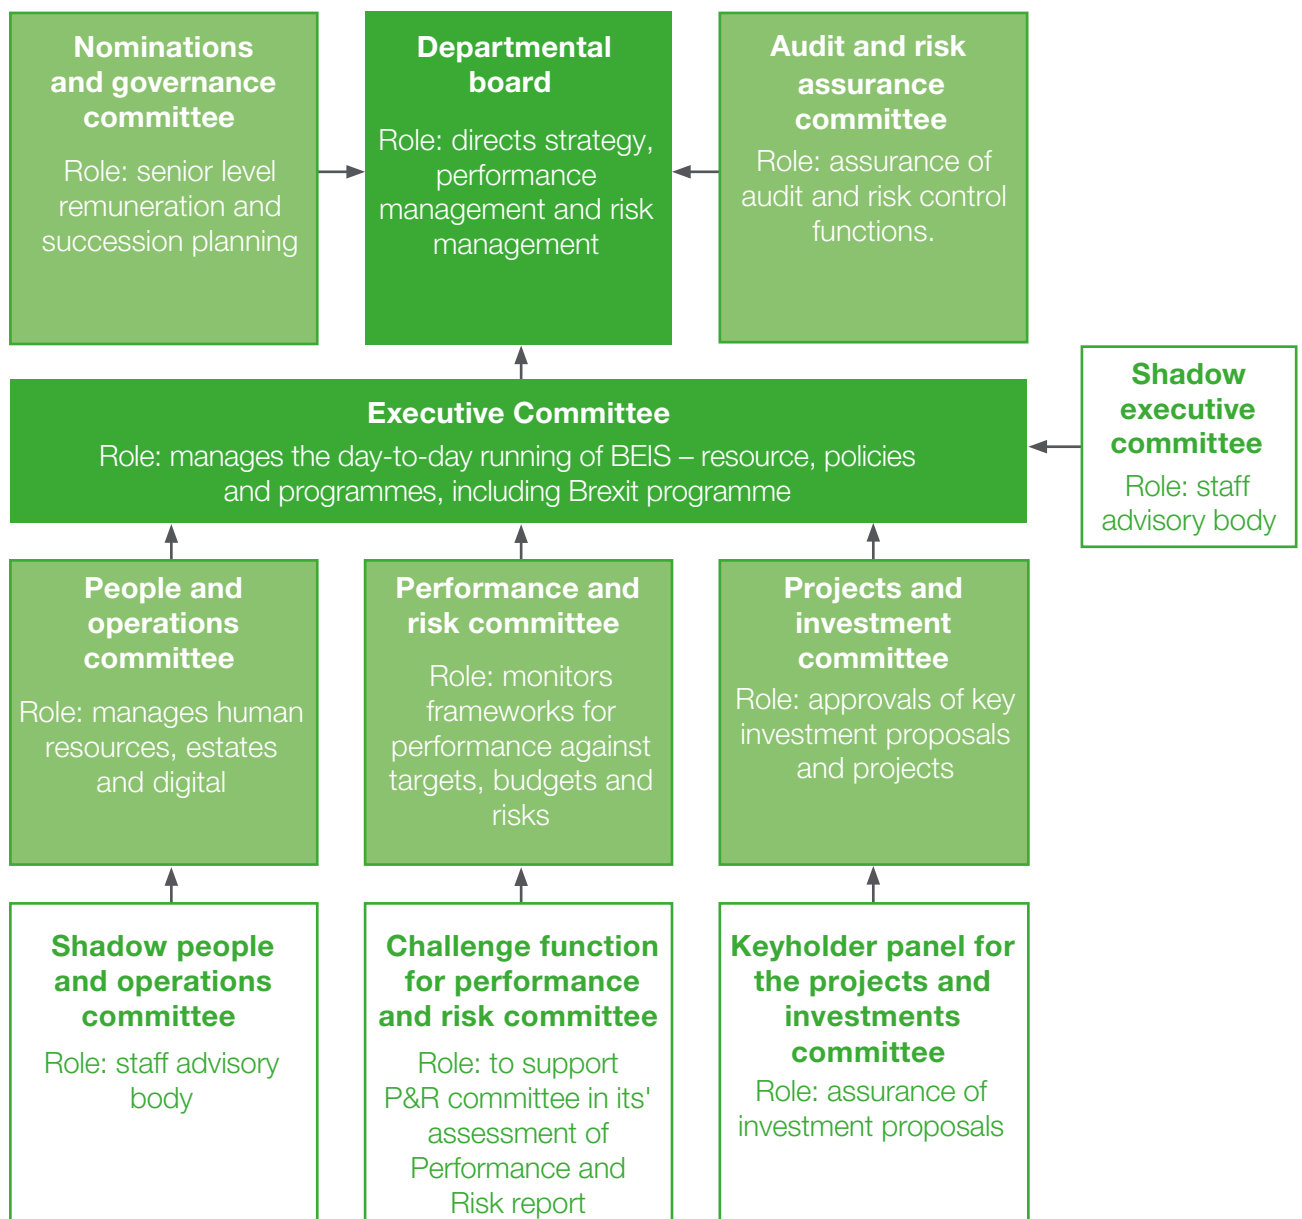 Nominations
and governance
committee
Role: senior level
remuneration and
succession planning
Departmental
board
Role: directs strategy,
performance
management and risk
management
Audit and risk
assurance
committee
Role: assurance of
audit and risk control
functions.
Executive Committee
Role: manages the day-to-day running of BEIS – resource, policies
and programmes, including Brexit programme
Shadow
executive
committee
Role: staff
advisory body
People and
operations
committee
Role: manages human
resources, estates
and digital
Performance and
risk committee
Role: monitors
frameworks for
performance against
targets, budgets and
risks
Projects and
investment
committee
Role: approvals of key
investment proposals
and projects
Shadow people
and operations
committee
Role: staff advisory
body
Challenge function
for performance
and risk committee
Role: to support
P&R committee in its'
assessment of
Performance and
Risk report
Keyholder panel for
the projects and
investments
committee
Role: assurance of
investment proposals